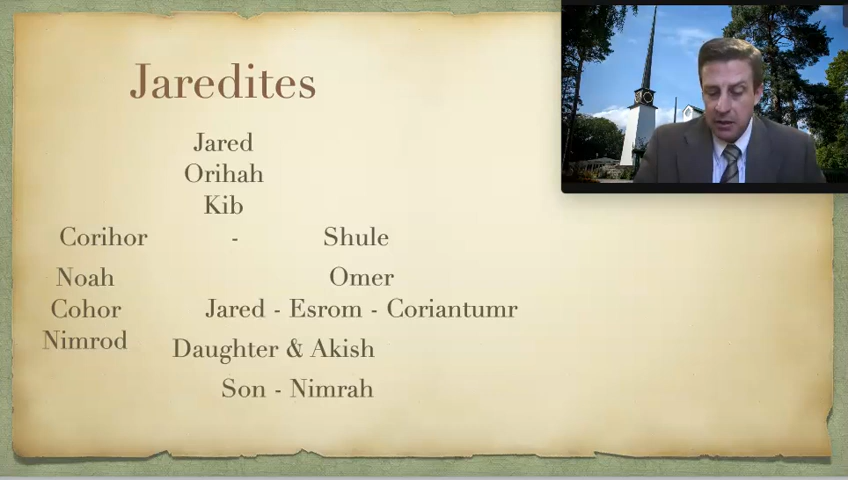 Jaredites
Jared
Orihah
Kib
Corihor - Shule
Noah Omer
Cohor Jared - Esrom - Coriantumr
Nimrod Daughter & Akish
Son - Nimrah